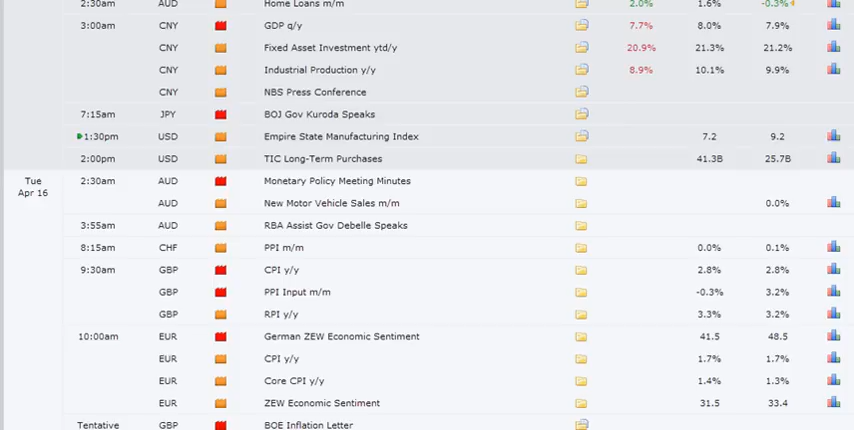 2:30am AUD Home Loans m/m 2.0% 1.6% -0.3%
3:00am CNY GDP q/y 7.7% 8.0% 7.9%
CNY Fixed Asset Investment ytd/y 20.9% 21.3% 21.2%
CNY Industrial Production y/y 8.9% 10.1% 9.9%
CNY NBS Press Conference
7:15am JPY BOJ Gov Kuroda Speaks
1:30pm USD Empire State Manufacturing Index 7.2 9.2
2:00pm USD TIC Long-Term Purchases 41.3B 25.7B
Tue 2:30am AUD Monetary Policy Meeting Minutes
Apr 16
AUD New Motor Vehicle Sales m/m 0.0%
3:55am AUD RBA Assist Gov Debelle Speaks
8:15am CHF PPI m/m 0.0% 0.1%
9:30am GBP CPI y/y 2.8% 2.8%
GBP PPI Input m/m -0.3% 3.2%
GBP RPI y/y 3.3% 3.2%
10:00am EUR German ZEW Economic Sentiment 41.5 48.5
EUR CPI y/y 1.7% 1.7%
EUR Core CPI y/y 1.4% 1.3%
EUR ZEW Economic Sentiment 31.5 33.4
Tentative GBP BOE Inflation Letter